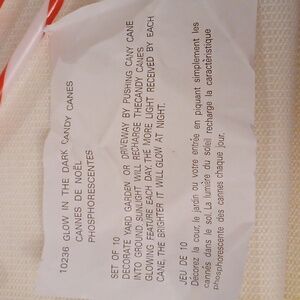 10236 GLOW IN THE DARK CANDY CANES
CANNES DE NOËL
PHOSPHORESCENTES
SET OF 10
DECORATE YARD GARDEN OR DRIVEWAY BY PUSHING CANY CANE
INTO GROUND. SUNLIGHT WILL RECHARGE THECANDY CANES
GLOWING FEATURE EACH DAY. THE MORE LIGHT RECEIVED BY EACH
CANE, THE BRIGHTER IT WILL GLOW AT NIGHT.
JEU DE 10
Décorez la cour, le jardin ou votre entrée en piquant simplement les
cannes dans le sol. La lumière du soleil recharge la caractéristique
phosphorescente des cannes chaque jour.